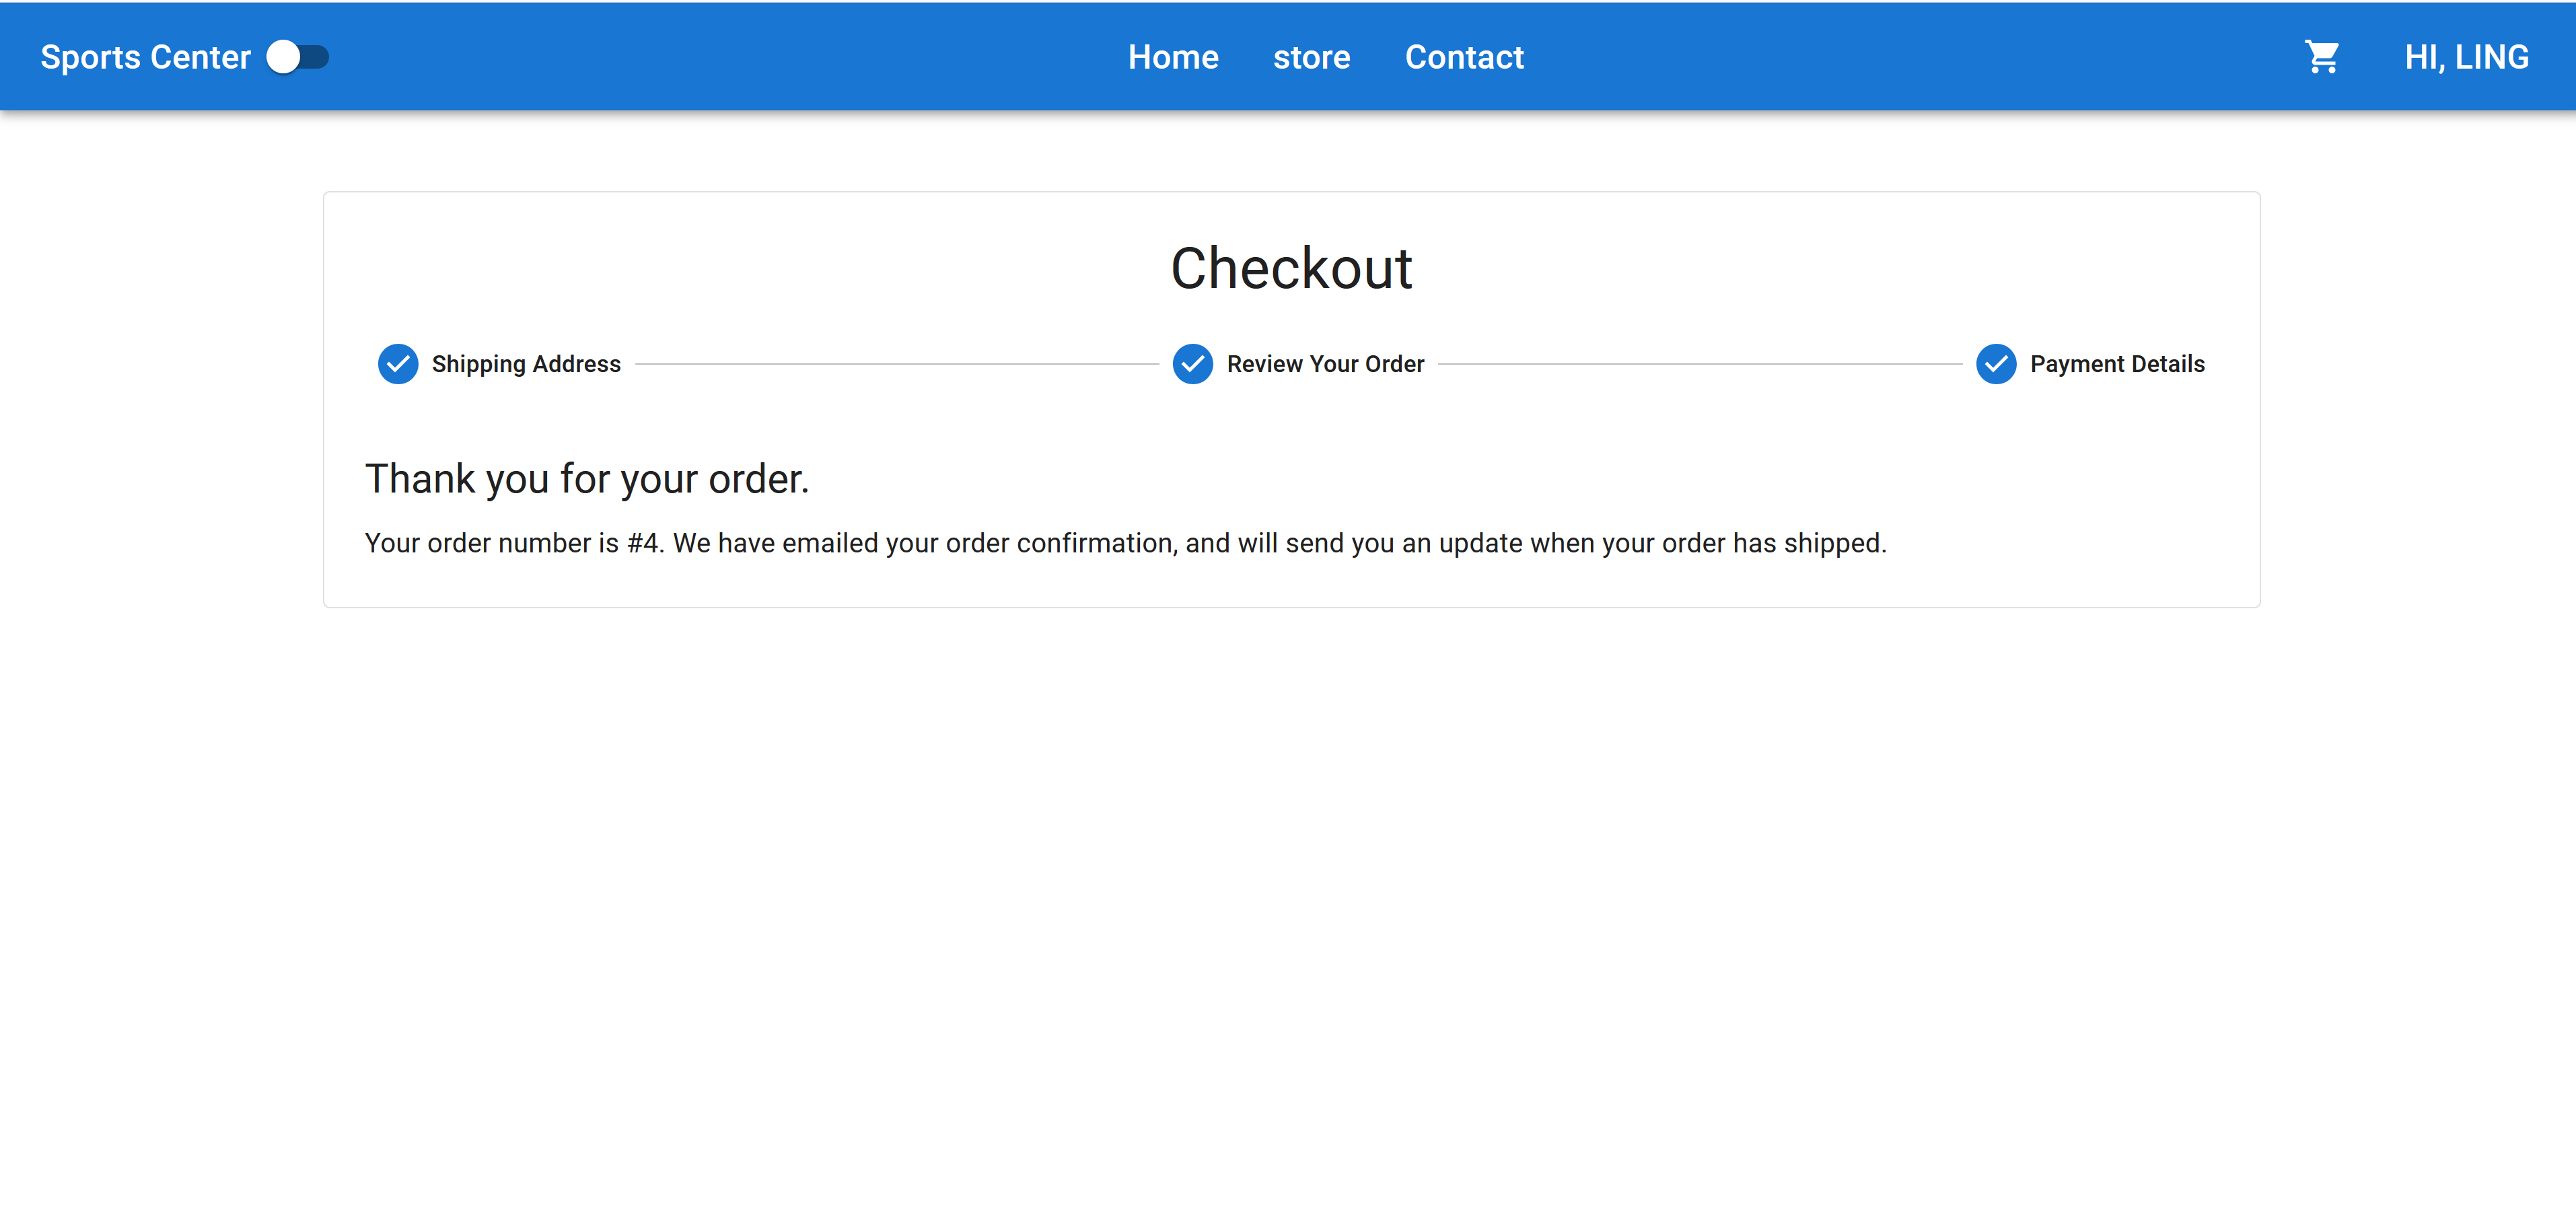 Sports Center Home store Contact HI, LING
Checkout
Shipping Address Review Your Order Payment Details
Thank you for your order.
Your order number is #4. We have emailed your order confirmation, and will send you an update when your order has shipped.